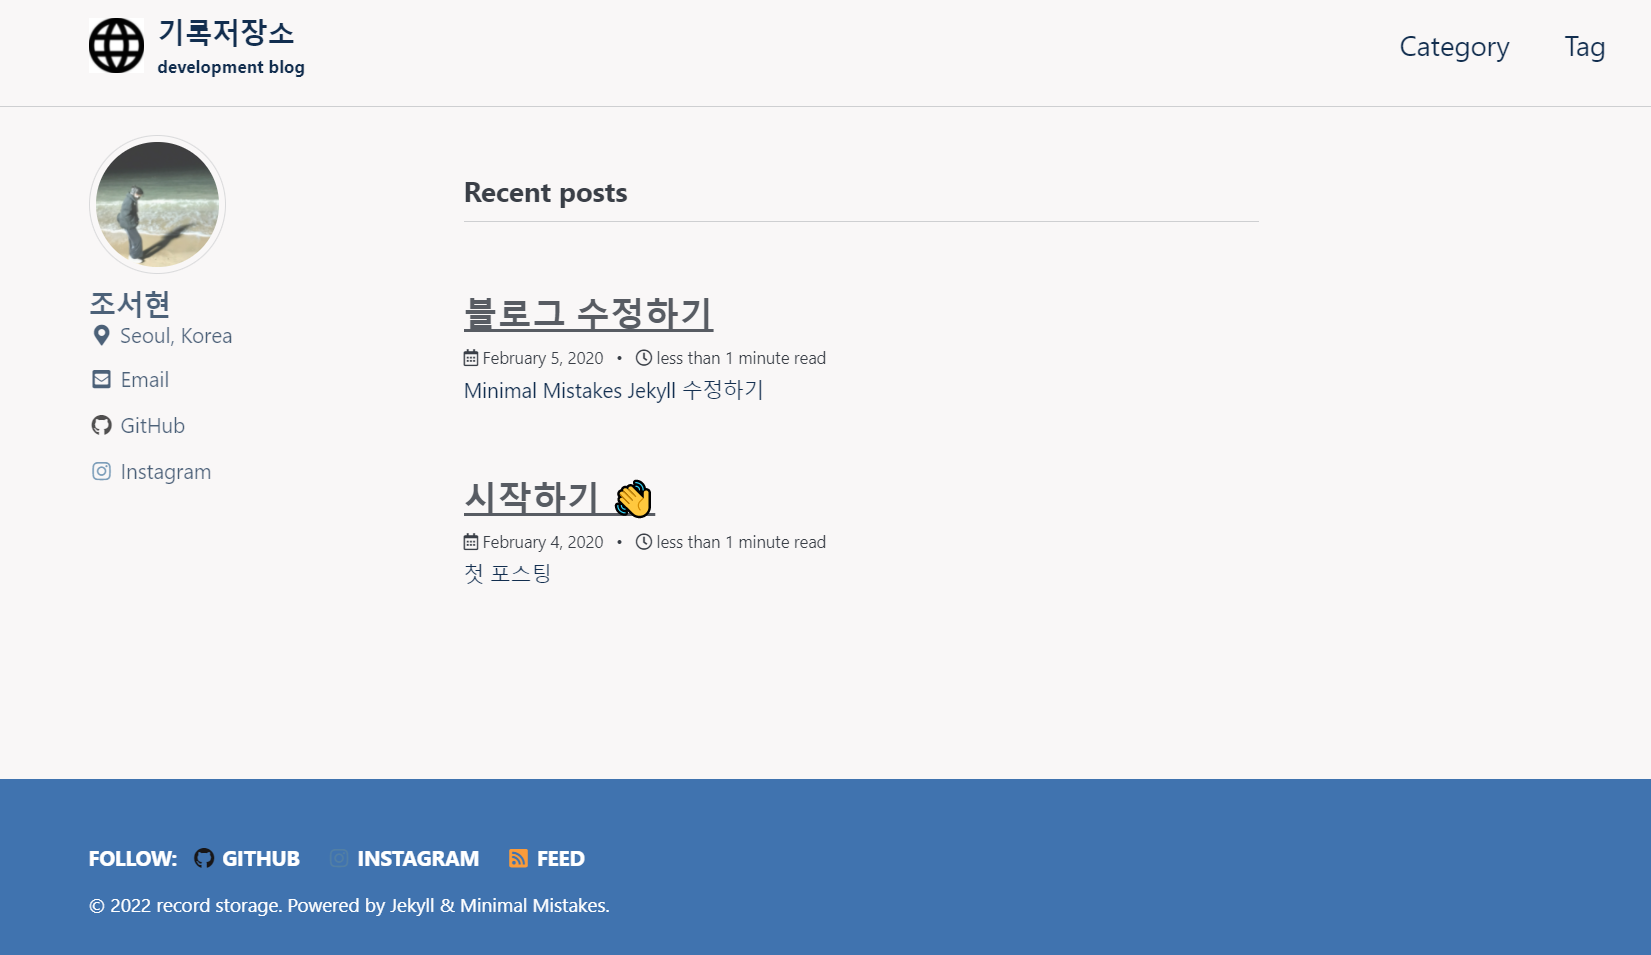 기록저장소
development blog
Category
Tag
조서현
Seoul, Korea
Email
GitHub
Instagram
Recent posts
블로그 수정하기
February 5, 2020 • less than 1 minute read
Minimal Mistakes Jekyll 수정하기
시작하기 👏
February 4, 2020 • less than 1 minute read
첫 포스팅
FOLLOW: GITHUB INSTAGRAM FEED
© 2022 record storage. Powered by Jekyll & Minimal Mistakes.